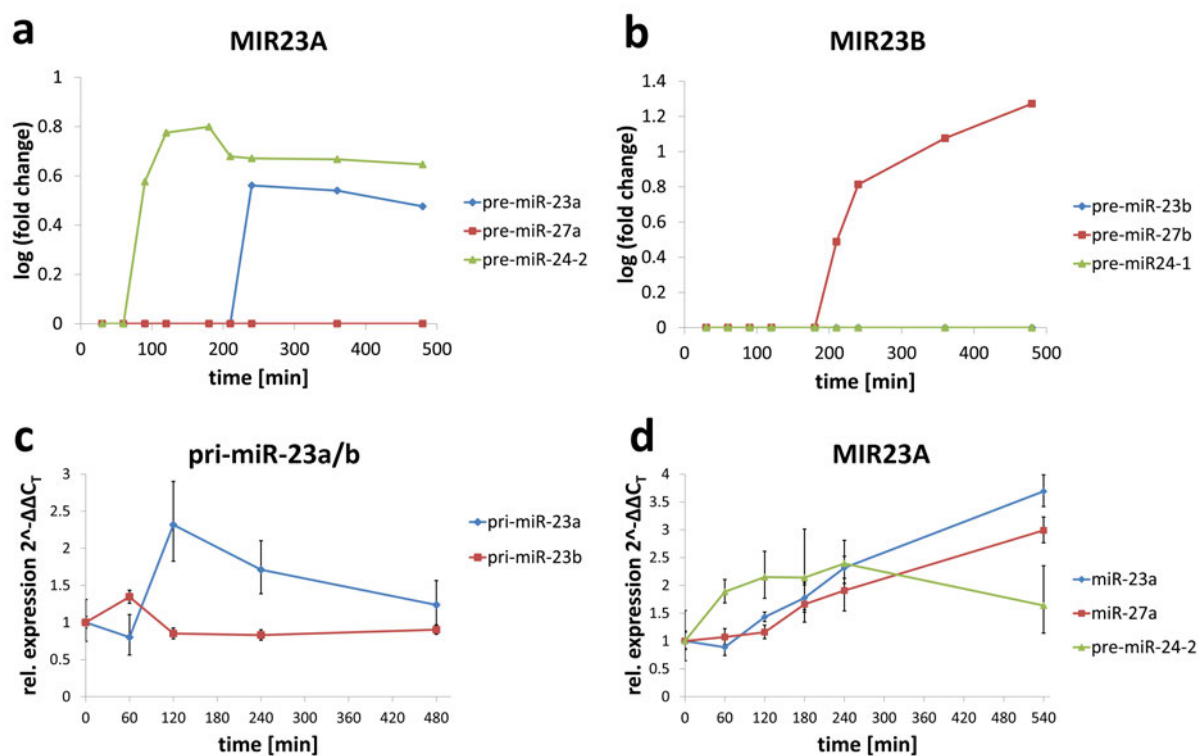 a
MIR23A
log (fold change)
1
0.8
0.6
0.4
0.2
0
0 100 200 300 400 500
time [min]
pre-miR-23a
pre-miR-27a
pre-miR-24-2
b
MIR23B
log (fold change)
1.4
1.2
1
0.8
0.6
0.4
0.2
0
0 100 200 300 400 500
time [min]
pre-miR-23b
pre-miR-27b
pre-miR24-1
c
pri-miR-23a/b
rel. expression 2^-ΔΔCT
3
2.5
2
1.5
1
0.5
0
0 60 120 180 240 300 360 420 480
time [min]
pri-miR-23a
pri-miR-23b
d
MIR23A
rel. expression 2^-ΔΔCT
4
3.5
3
2.5
2
1.5
1
0.5
0
0 60 120 180 240 300 360 420 480 540
time [min]
miR-23a
miR-27a
pre-miR-24-2